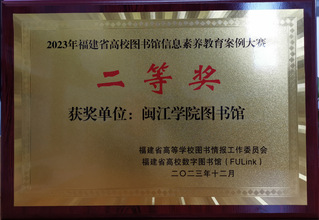 2023年福建省高校图书馆信息素养教育案例大赛
二等奖
获奖单位：闽江学院图书馆
福建省高等学校图书情报工作委员会
福建省高校数字图书馆（FULink）
二〇二三年十二月